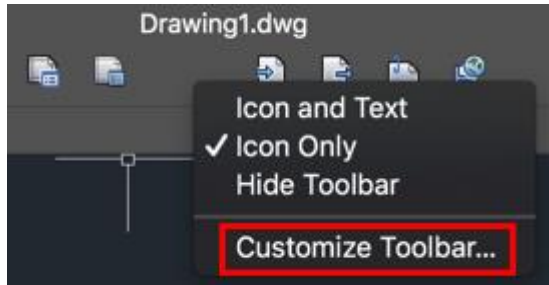 Drawing1.dwg
Icon and Text
✓ Icon Only
Hide Toolbar
Customize Toolbar...